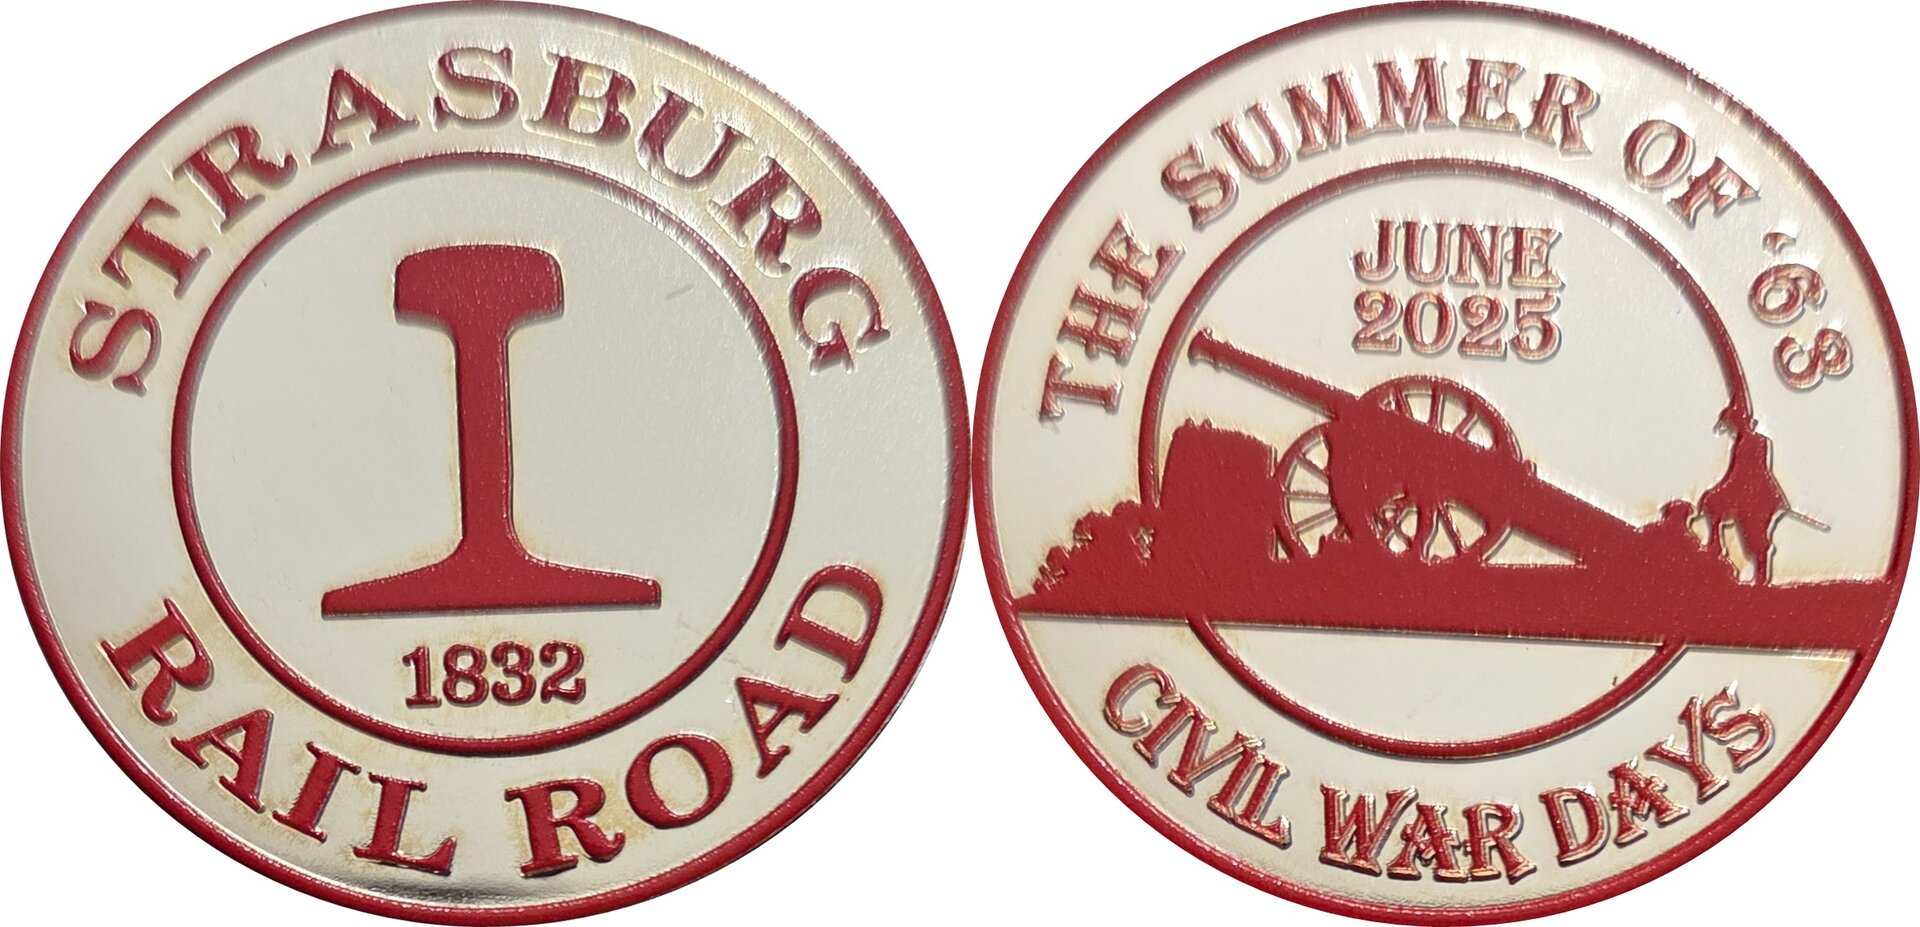 STRASBURG
1832
RAIL ROAD
THE SUMMER OF '63
JUNE
2025
CIVIL WAR DAYS